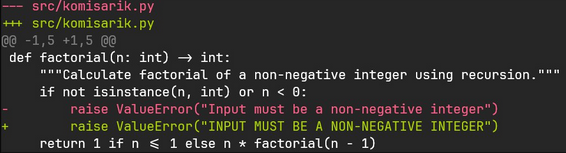 --- src/komisarik.py
+++ src/komisarik.py
@@ -1,5 +1,5 @@
 def factorial(n: int) -> int:
     """Calculate factorial of a non-negative integer using recursion."""
     if not isinstance(n, int) or n < 0:
-        raise ValueError("Input must be a non-negative integer")
+        raise ValueError("INPUT MUST BE A NON-NEGATIVE INTEGER")
     return 1 if n <= 1 else n * factorial(n - 1)